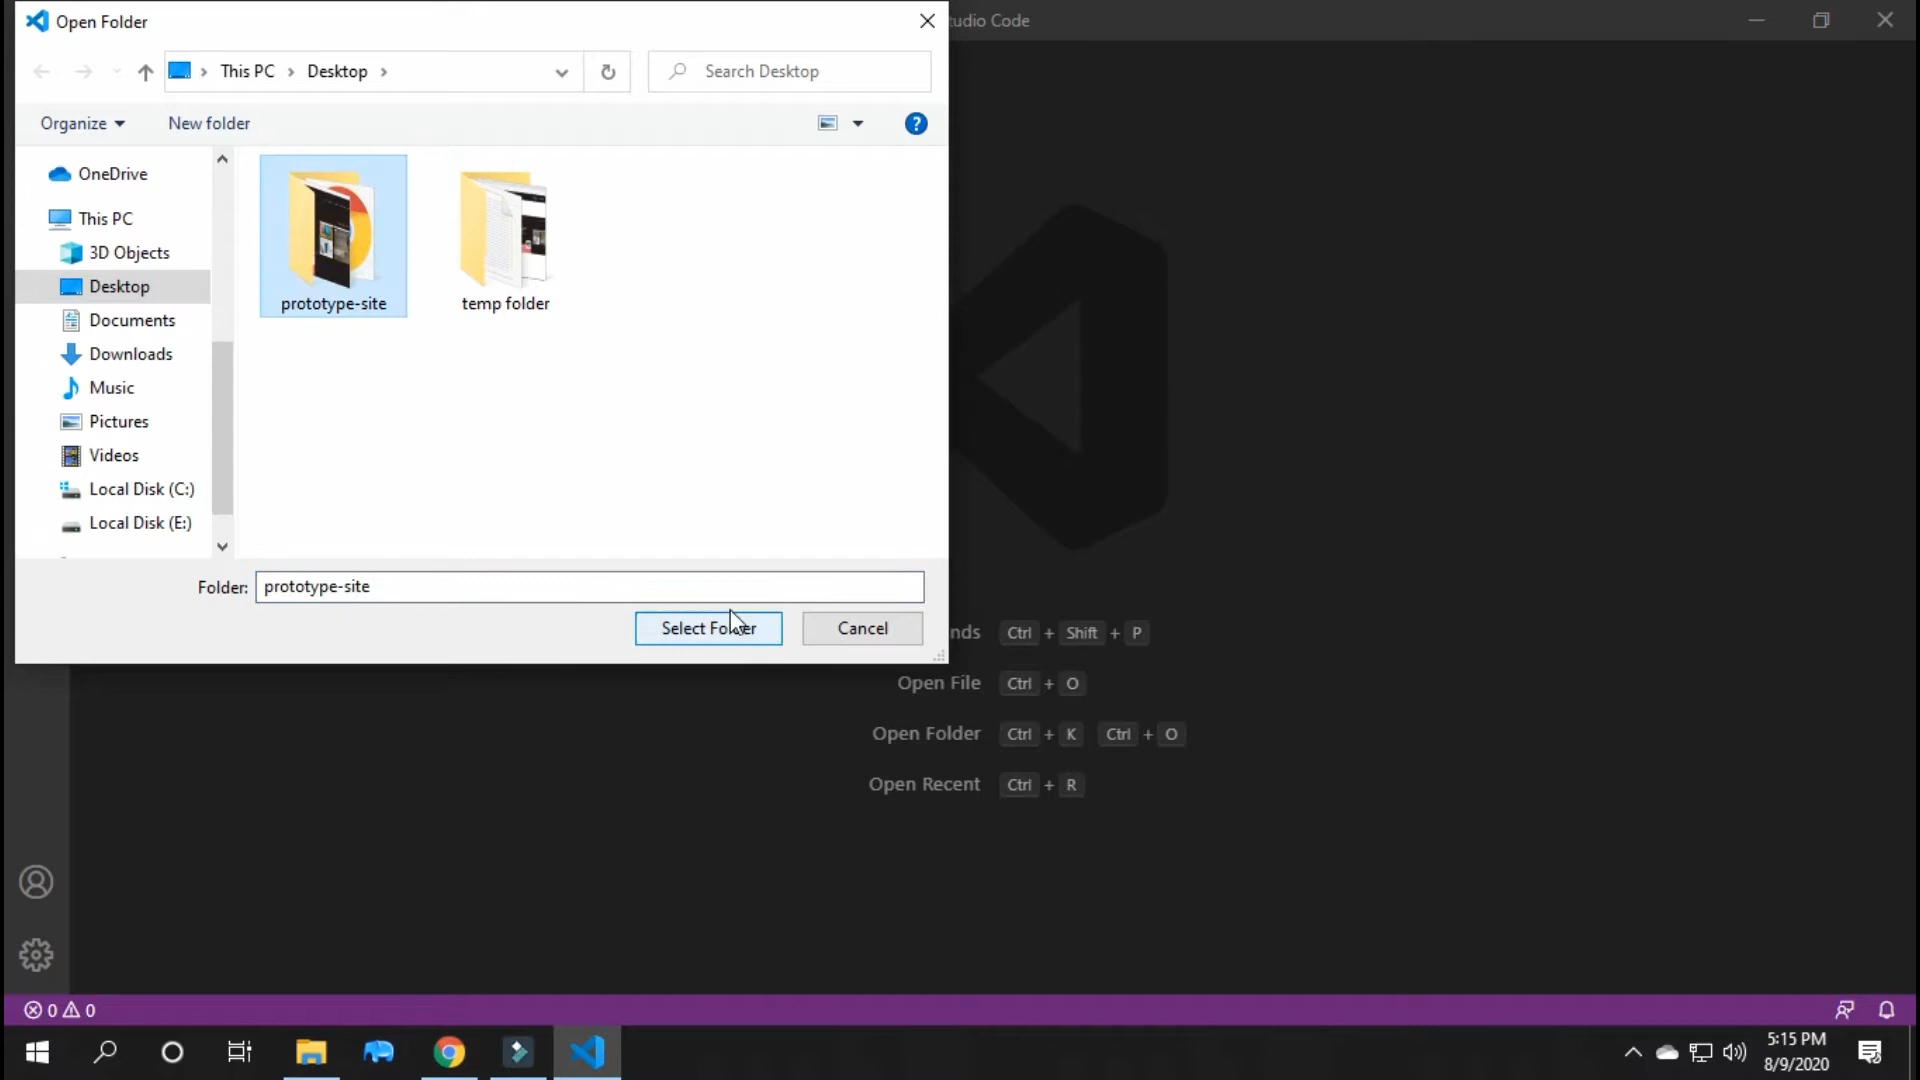 Open Folder
tudio Code
This PC
Desktop
Search Desktop
Organize
New folder
?
OneDrive
This PC
3D Objects
Desktop
Documents
Downloads
Music
Pictures
Videos
Local Disk (C:)
Local Disk (E:)
prototype-site
temp folder
Folder: prototype-site
Select Folder
Cancel
nds Ctrl + Shift + P
Open File Ctrl + O
Open Folder Ctrl + K Ctrl + O
Open Recent Ctrl + R
0 0
5:15 PM
8/9/2020